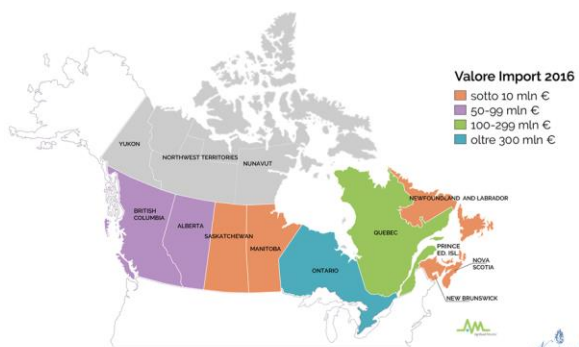 Valore Import 2016
sotto 10 mln €
50-99 mln €
100-299 mln €
oltre 300 mln €
YUKON
NORTHWEST TERRITORIES
NUNAVUT
BRITISH
COLUMBIA
ALBERTA
SASKATCHEWAN
MANITOBA
ONTARIO
QUEBEC
NEWFOUNDLAND AND LABRADOR
PRINCE
ED. ISL.
NOVA
SCOTIA
NEW BRUNSWICK